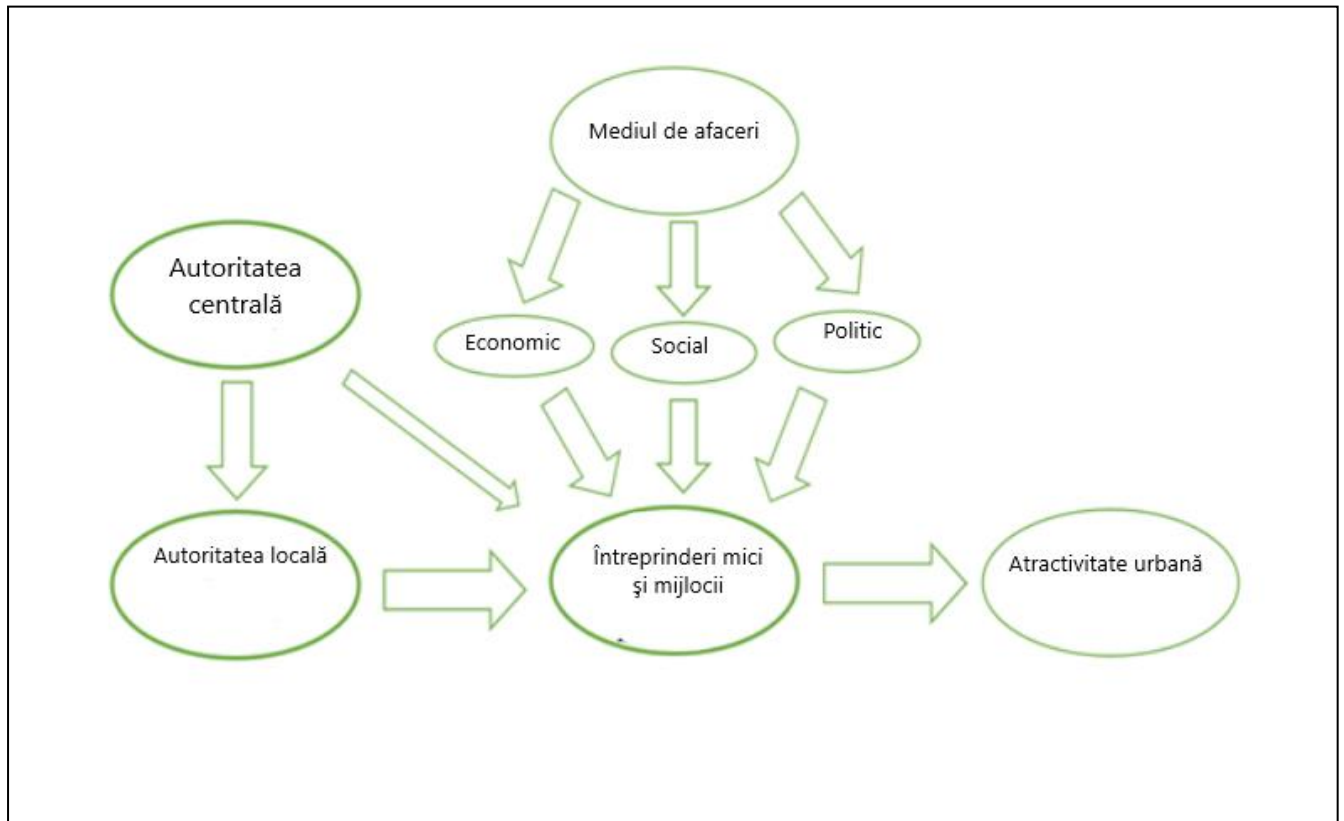 Mediul de afaceri
Autoritatea
centrală
Economic
Social
Politic
Autoritatea locală
Întreprinderi mici
şi mijlocii
Atractivitate urbană